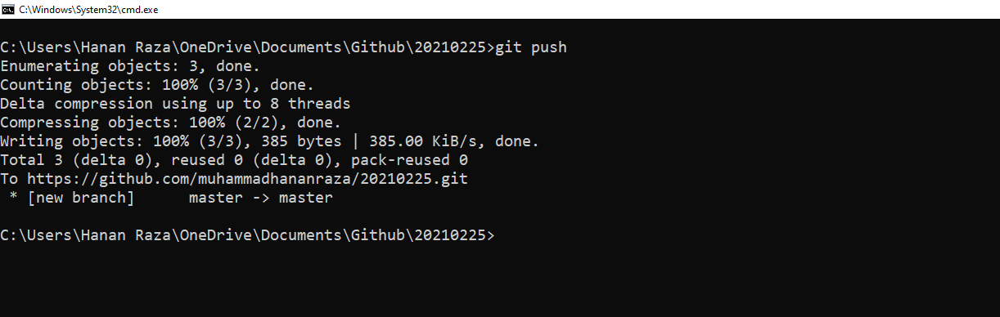 C:\Windows\System32\cmd.exe
C:\Users\Hanan Raza\OneDrive\Documents\Github\20210225>git push
Enumerating objects: 3, done.
Counting objects: 100% (3/3), done.
Delta compression using up to 8 threads
Compressing objects: 100% (2/2), done.
Writing objects: 100% (3/3), 385 bytes | 385.00 KiB/s, done.
Total 3 (delta 0), reused 0 (delta 0), pack-reused 0
To https://github.com/muhammadhananraza/20210225.git
 * [new branch]      master -> master
C:\Users\Hanan Raza\OneDrive\Documents\Github\20210225>